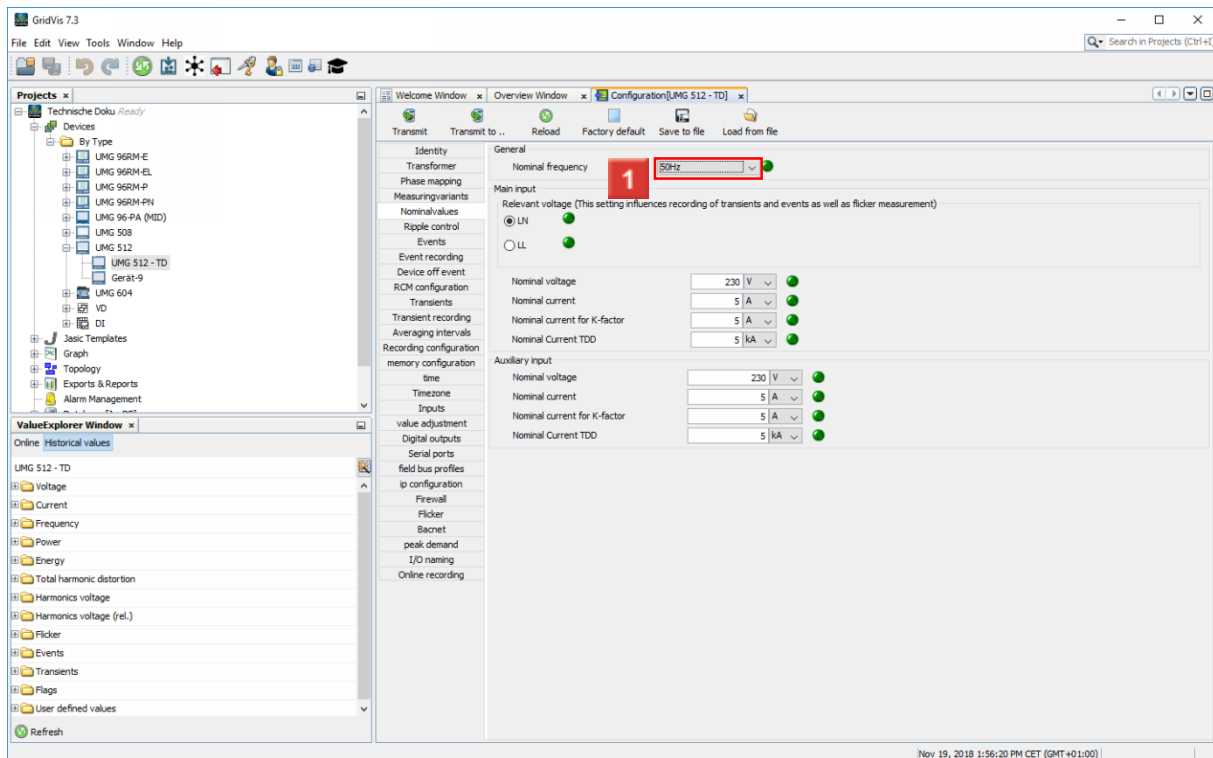 GridVis 7.3
File Edit View Tools Window Help
Search in Projects (Ctrl+I)
Projects
Technische Doku Ready
Devices
By Type
UMG 96RM-E
UMG 96RM-EL
UMG 96RM-P
UMG 96RM-PN
UMG 96-PA (MID)
UMG 508
UMG 512
UMG 512 - TD
Gerät-9
UMG 604
VD
DI
Jasic Templates
Graph
Topology
Exports & Reports
Alarm Management
ValueExplorer Window
Online Historical values
UMG 512 - TD
Voltage
Current
Frequency
Power
Energy
Total harmonic distortion
Harmonics voltage
Harmonics voltage (rel.)
Flicker
Events
Transients
Flags
User defined values
Refresh
Welcome Window Overview Window Configuration[UMG 512 - TD]
Transmit Transmit to .. Reload Factory default Save to file Load from file
Identity
Transformer
Phase mapping
Measuringvariants
Nominalvalues
Ripple control
Events
Event recording
Device off event
RCM configuration
Transients
Transient recording
Averaging intervals
Recording configuration
memory configuration
time
Timezone
Inputs
value adjustment
Digital outputs
Serial ports
field bus profiles
ip configuration
Firewall
Flicker
Bacnet
peak demand
I/O naming
Online recording
General
Nominal frequency 50Hz
1
Main input
Relevant voltage (This setting influences recording of transients and events as well as flicker measurement)
LN
LL
Nominal voltage 230 V
Nominal current 5 A
Nominal current for K-factor 5 A
Nominal Current TDD 5 kA
Auxiliary input
Nominal voltage 230 V
Nominal current 5 A
Nominal current for K-factor 5 A
Nominal Current TDD 5 kA
Nov 19, 2018 1:56:20 PM CET (GMT+01:00)